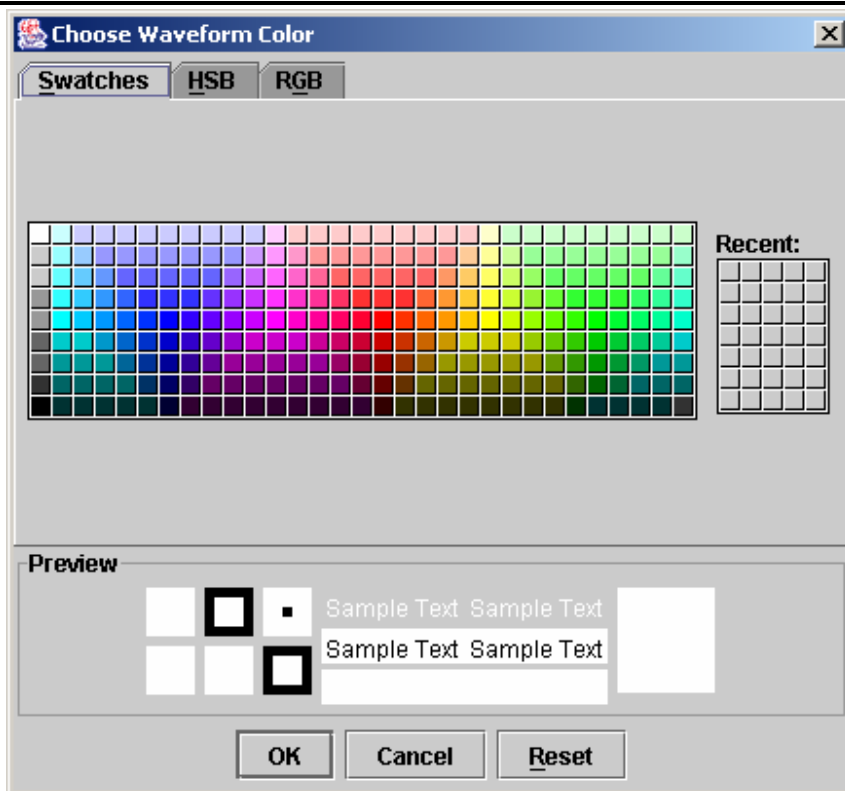 Choose Waveform Color
Swatches HSB RGB
Recent:
Preview
Sample Text Sample Text
Sample Text Sample Text
OK Cancel Reset